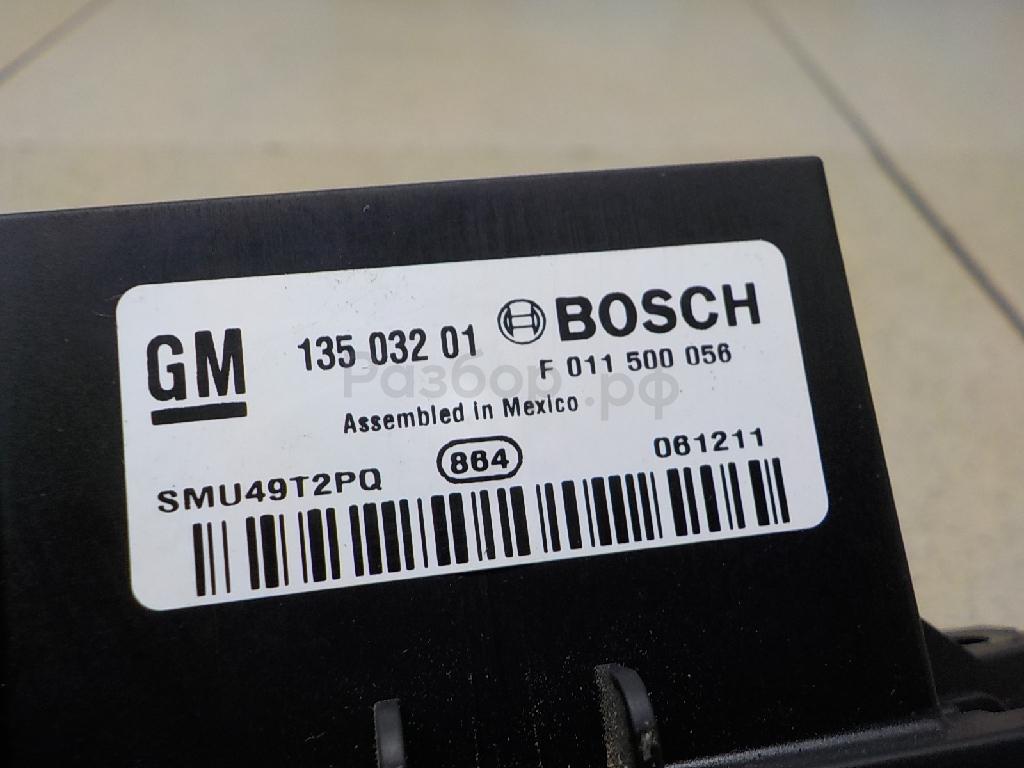 GM 135 032 01 BOSCH
F 011 500 056
Разбор.рф
Assembled in Mexico
864 061211
SMU49T2PQ